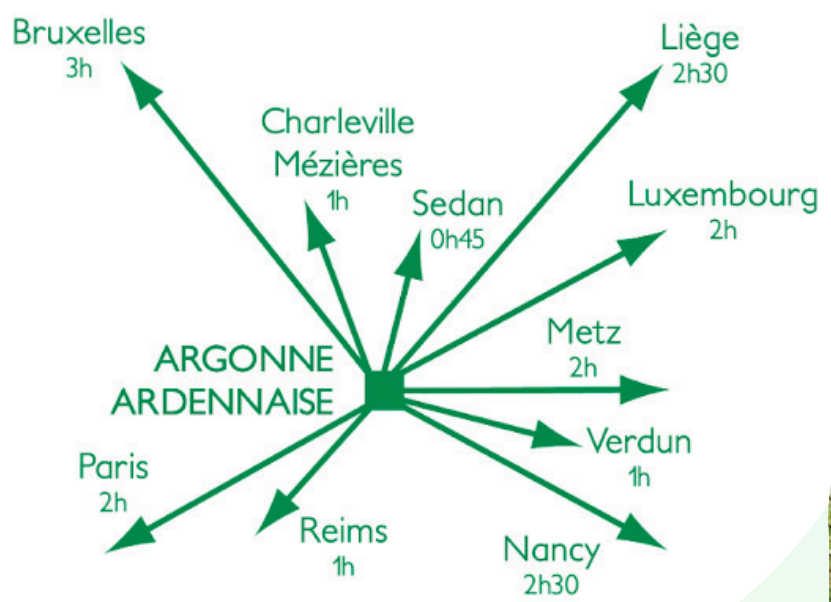 Bruxelles
3h
Liège
2h30
Charleville
Mézières
1h
Sedan
0h45
Luxembourg
2h
Metz
2h
ARGONNE
ARDENNAISE
Verdun
1h
Paris
2h
Reims
1h
Nancy
2h30